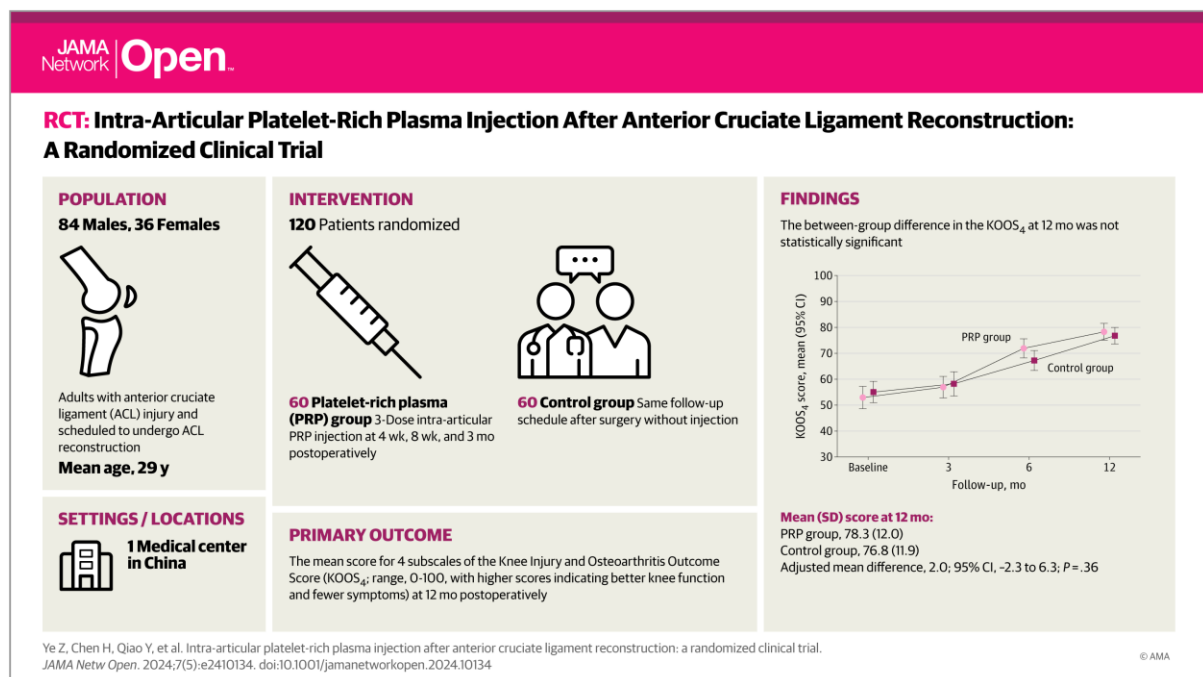 JAMA
Network
Open™
RCT: Intra-Articular Platelet-Rich Plasma Injection After Anterior Cruciate Ligament Reconstruction:
A Randomized Clinical Trial
POPULATION
84 Males, 36 Females
Adults with anterior cruciate
ligament (ACL) injury and
scheduled to undergo ACL
reconstruction
Mean age, 29 y
SETTINGS / LOCATIONS
1 Medical center
in China
INTERVENTION
120 Patients randomized
60 Platelet-rich plasma
(PRP) group 3-Dose intra-articular
PRP injection at 4 wk, 8 wk, and 3 mo
postoperatively
60 Control group Same follow-up
schedule after surgery without injection
PRIMARY OUTCOME
The mean score for 4 subscales of the Knee Injury and Osteoarthritis Outcome
Score (KOOS4; range, 0-100, with higher scores indicating better knee function
and fewer symptoms) at 12 mo postoperatively
FINDINGS
The between-group difference in the KOOS4 at 12 mo was not
statistically significant
KOOS4 score, mean (95% CI)
100
90
80
70
60
50
40
30
PRP group
Control group
Baseline 3 6 12
Follow-up, mo
Mean (SD) score at 12 mo:
PRP group, 78.3 (12.0)
Control group, 76.8 (11.9)
Adjusted mean difference, 2.0; 95% CI, –2.3 to 6.3; P = .36
Ye Z, Chen H, Qiao Y, et al. Intra-articular platelet-rich plasma injection after anterior cruciate ligament reconstruction: a randomized clinical trial.
JAMA Netw Open. 2024;7(5):e2410134. doi:10.1001/jamanetworkopen.2024.10134
© AMA